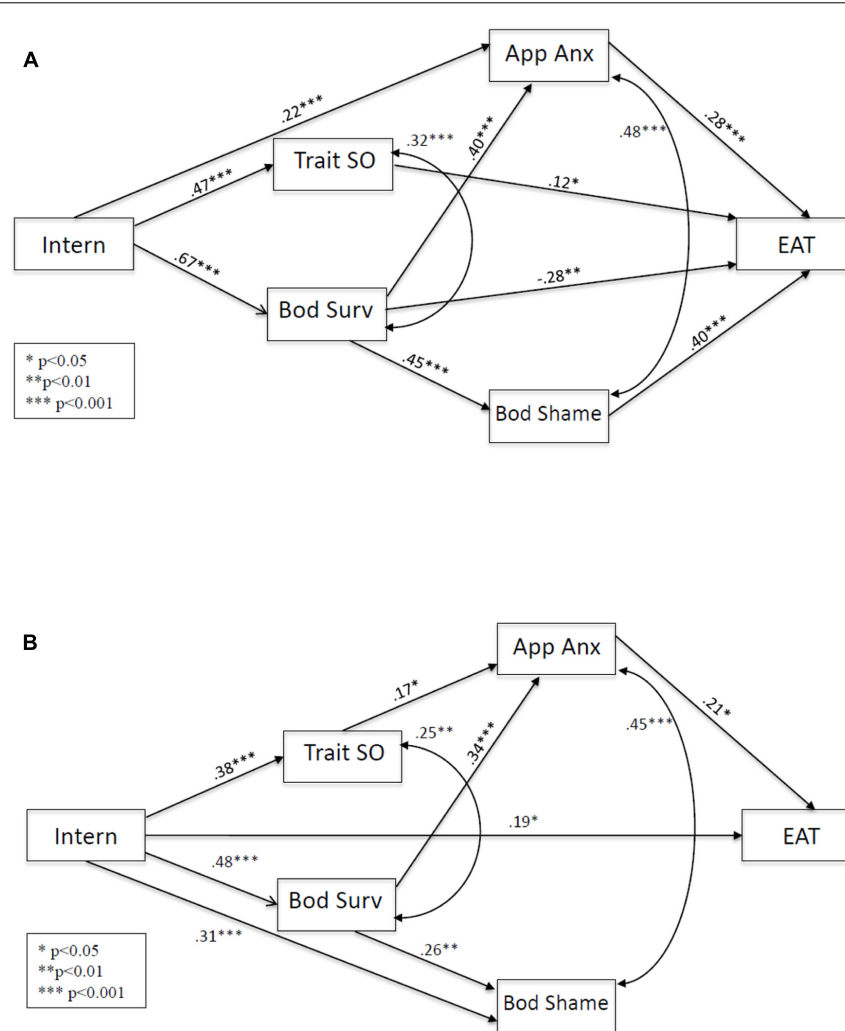 A
App Anx
.22***
.32***
.40***
.48***
.28***
Trait SO
.47***
.12*
Intern
EAT
.67***
-.28**
Bod Surv
.45***
.40***
* p<0.05
**p<0.01
*** p<0.001
Bod Shame
B
App Anx
.17*
.21*
.25**
.34***
.45***
Trait SO
.38***
Intern
.19*
EAT
.48***
Bod Surv
.31***
.26**
* p<0.05
**p<0.01
*** p<0.001
Bod Shame